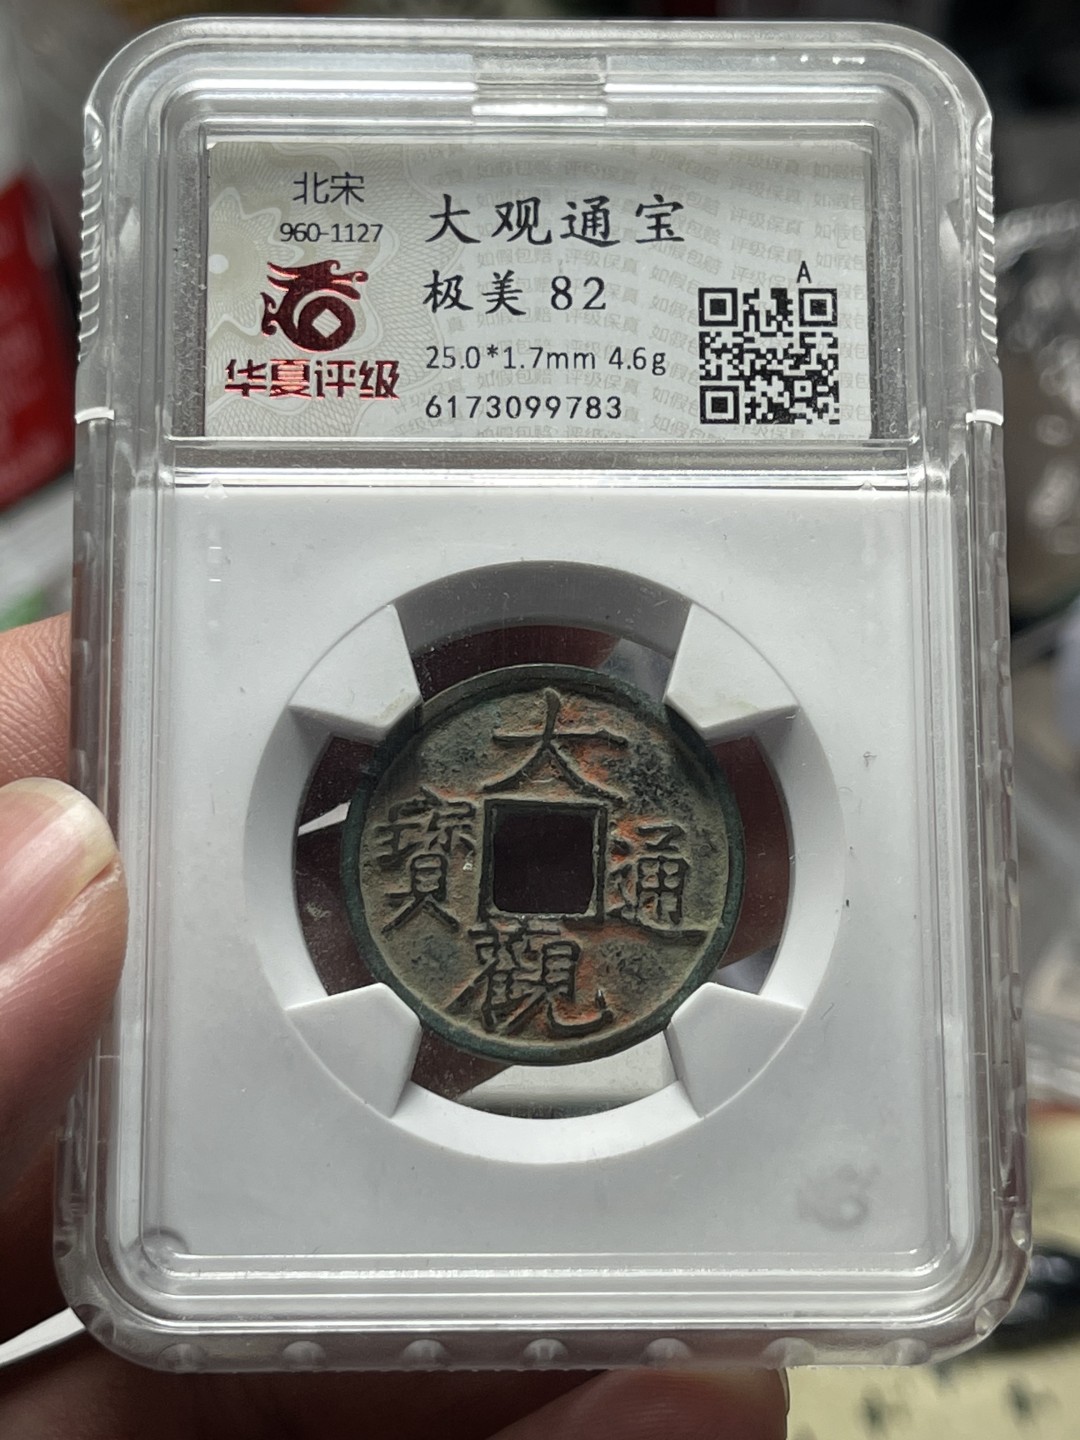 北宋
960-1127
华夏评级
大观通宝
极美 82
25.0*1.7mm 4.6g
6173099783
A
大
觀
通
寶